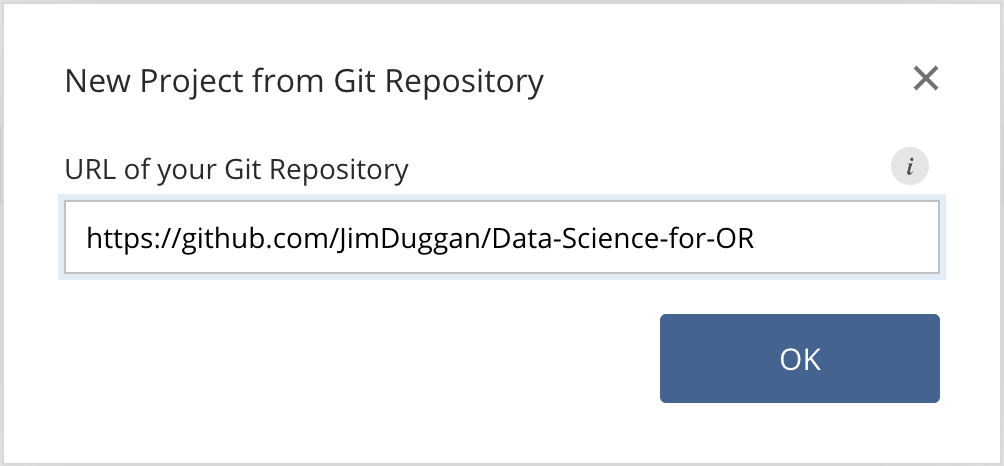 New Project from Git Repository
URL of your Git Repository
i
https://github.com/JimDuggan/Data-Science-for-OR
OK